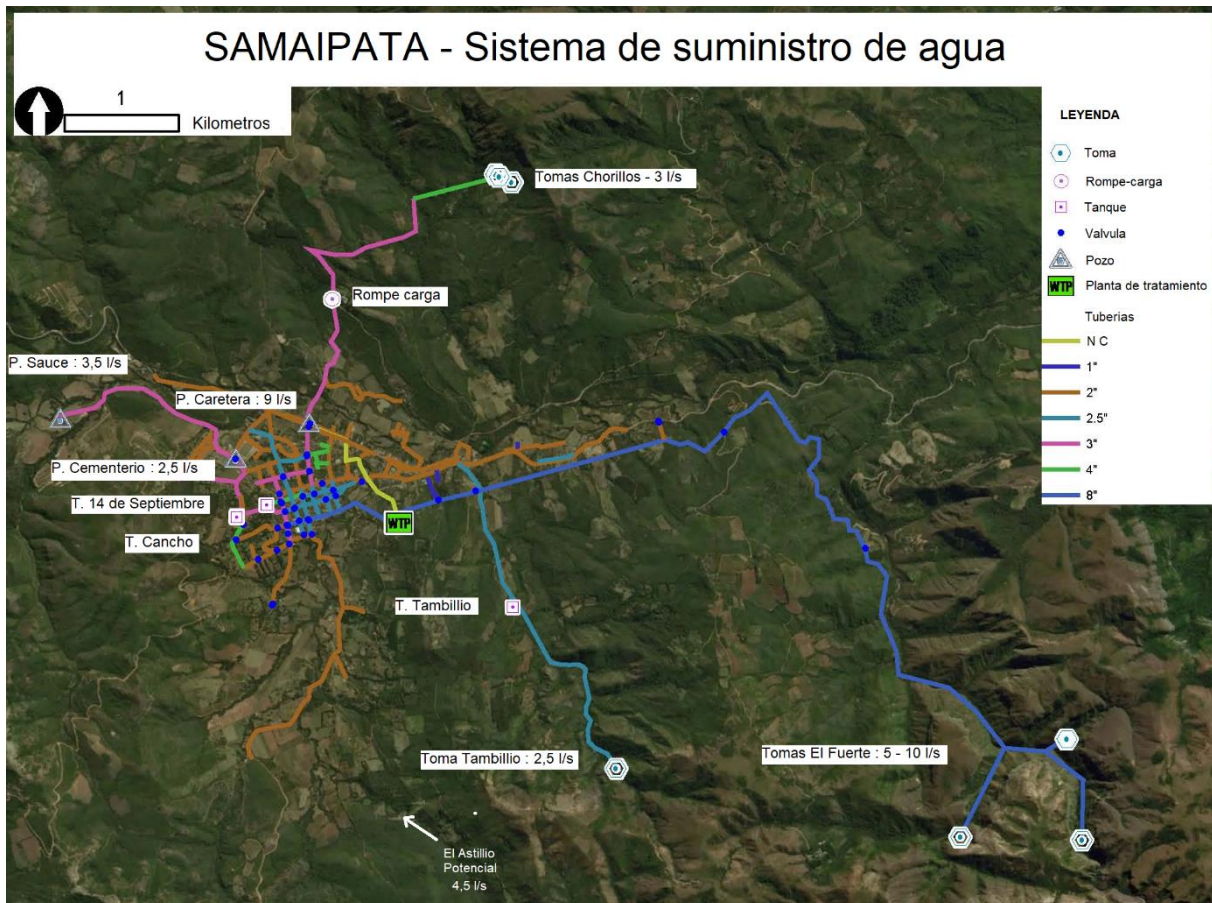 SAMAIPATA - Sistema de suministro de agua
1
Kilometros
LEYENDA
Toma
Rompe-carga
Tanque
Valvula
Pozo
WTP
Planta de tratamiento
Tuberias
N C
1"
2"
2.5"
3"
4"
8"
Tomas Chorillos - 3 l/s
Rompe carga
P. Sauce : 3,5 l/s
P. Caretera : 9 l/s
P. Cementerio : 2,5 l/s
T. 14 de Septiembre
WTP
T. Cancho
T. Tambillio
Toma Tambillio : 2,5 l/s
Tomas El Fuerte : 5 - 10 l/s
El Astillio
Potencial
4,5 l/s